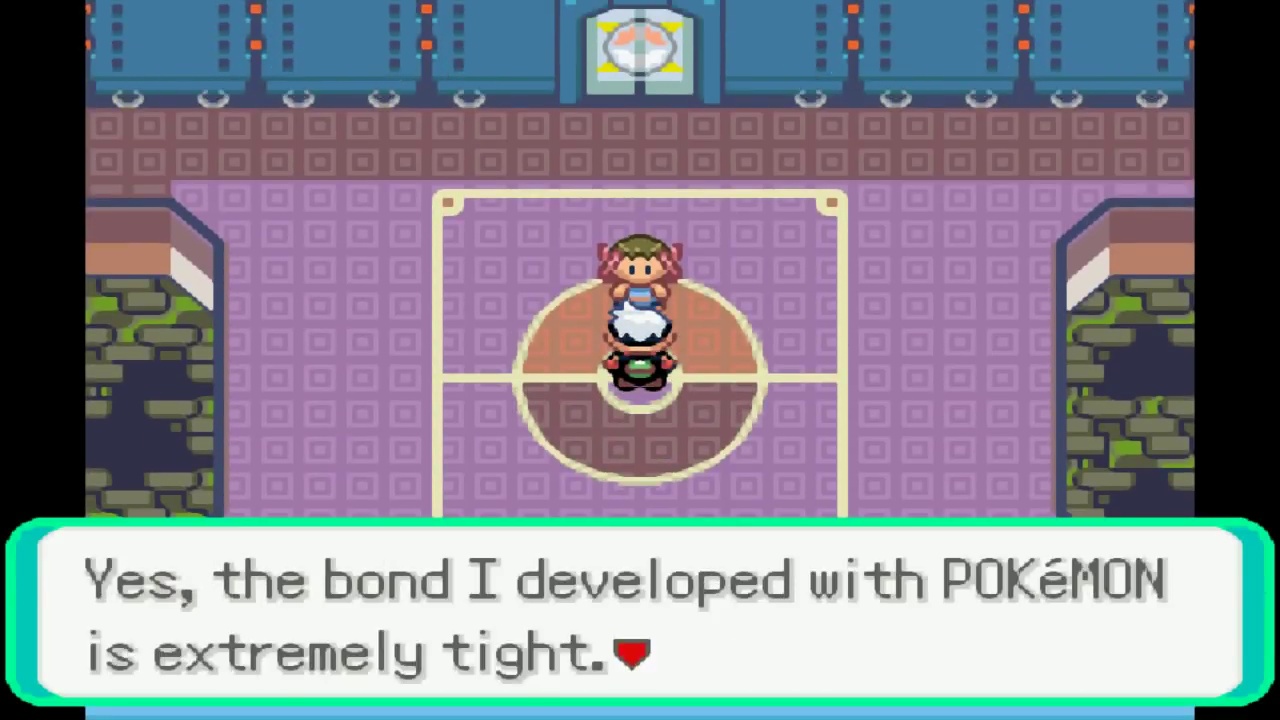 Yes, the bond I developed with POKéMON
is extremely tight.